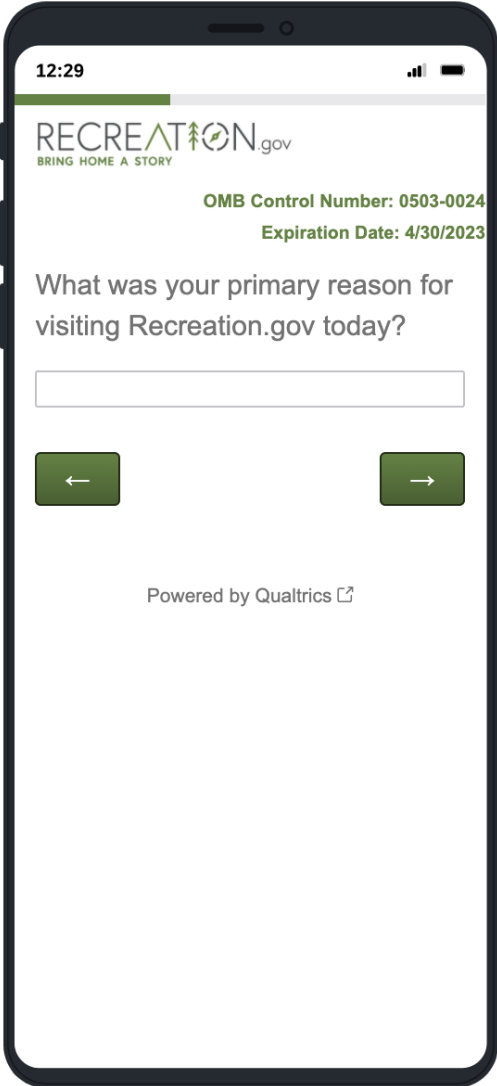 12:29
RECREATION.gov
BRING HOME A STORY
OMB Control Number: 0503-0024
Expiration Date: 4/30/2023
What was your primary reason for
visiting Recreation.gov today?
←
→
Powered by Qualtrics